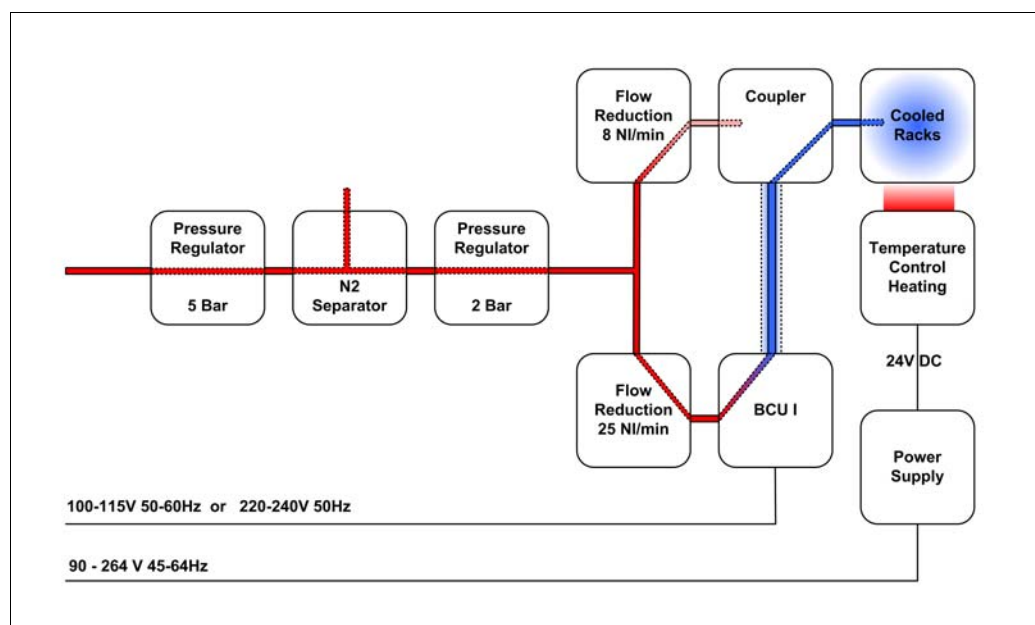 Flow
Reduction
8 Nl/min
Coupler
Cooled
Racks
Pressure
Regulator
5 Bar
N2
Separator
Pressure
Regulator
2 Bar
Temperature
Control
Heating
24V DC
Flow
Reduction
25 Nl/min
BCU I
Power
Supply
100-115V 50-60Hz or 220-240V 50Hz
90 - 264 V 45-64Hz